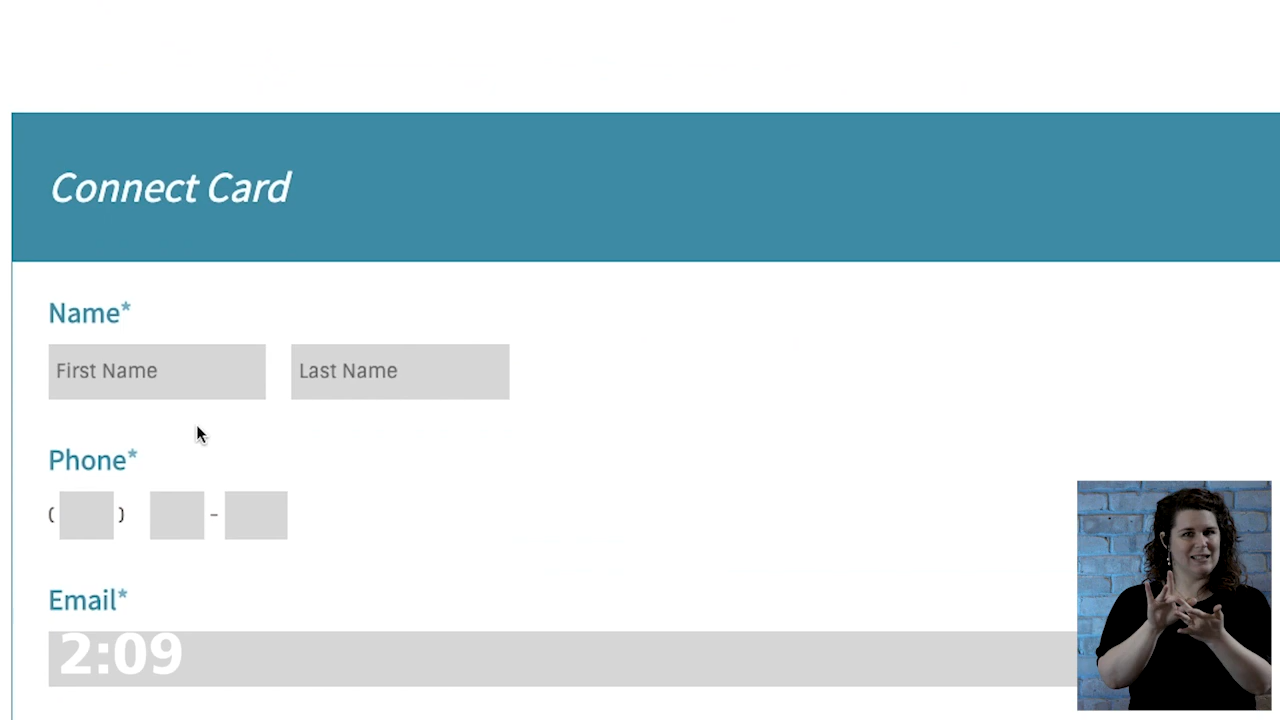 Connect Card
Name*
First Name Last Name
Phone*
( ) -
Email*
2:09